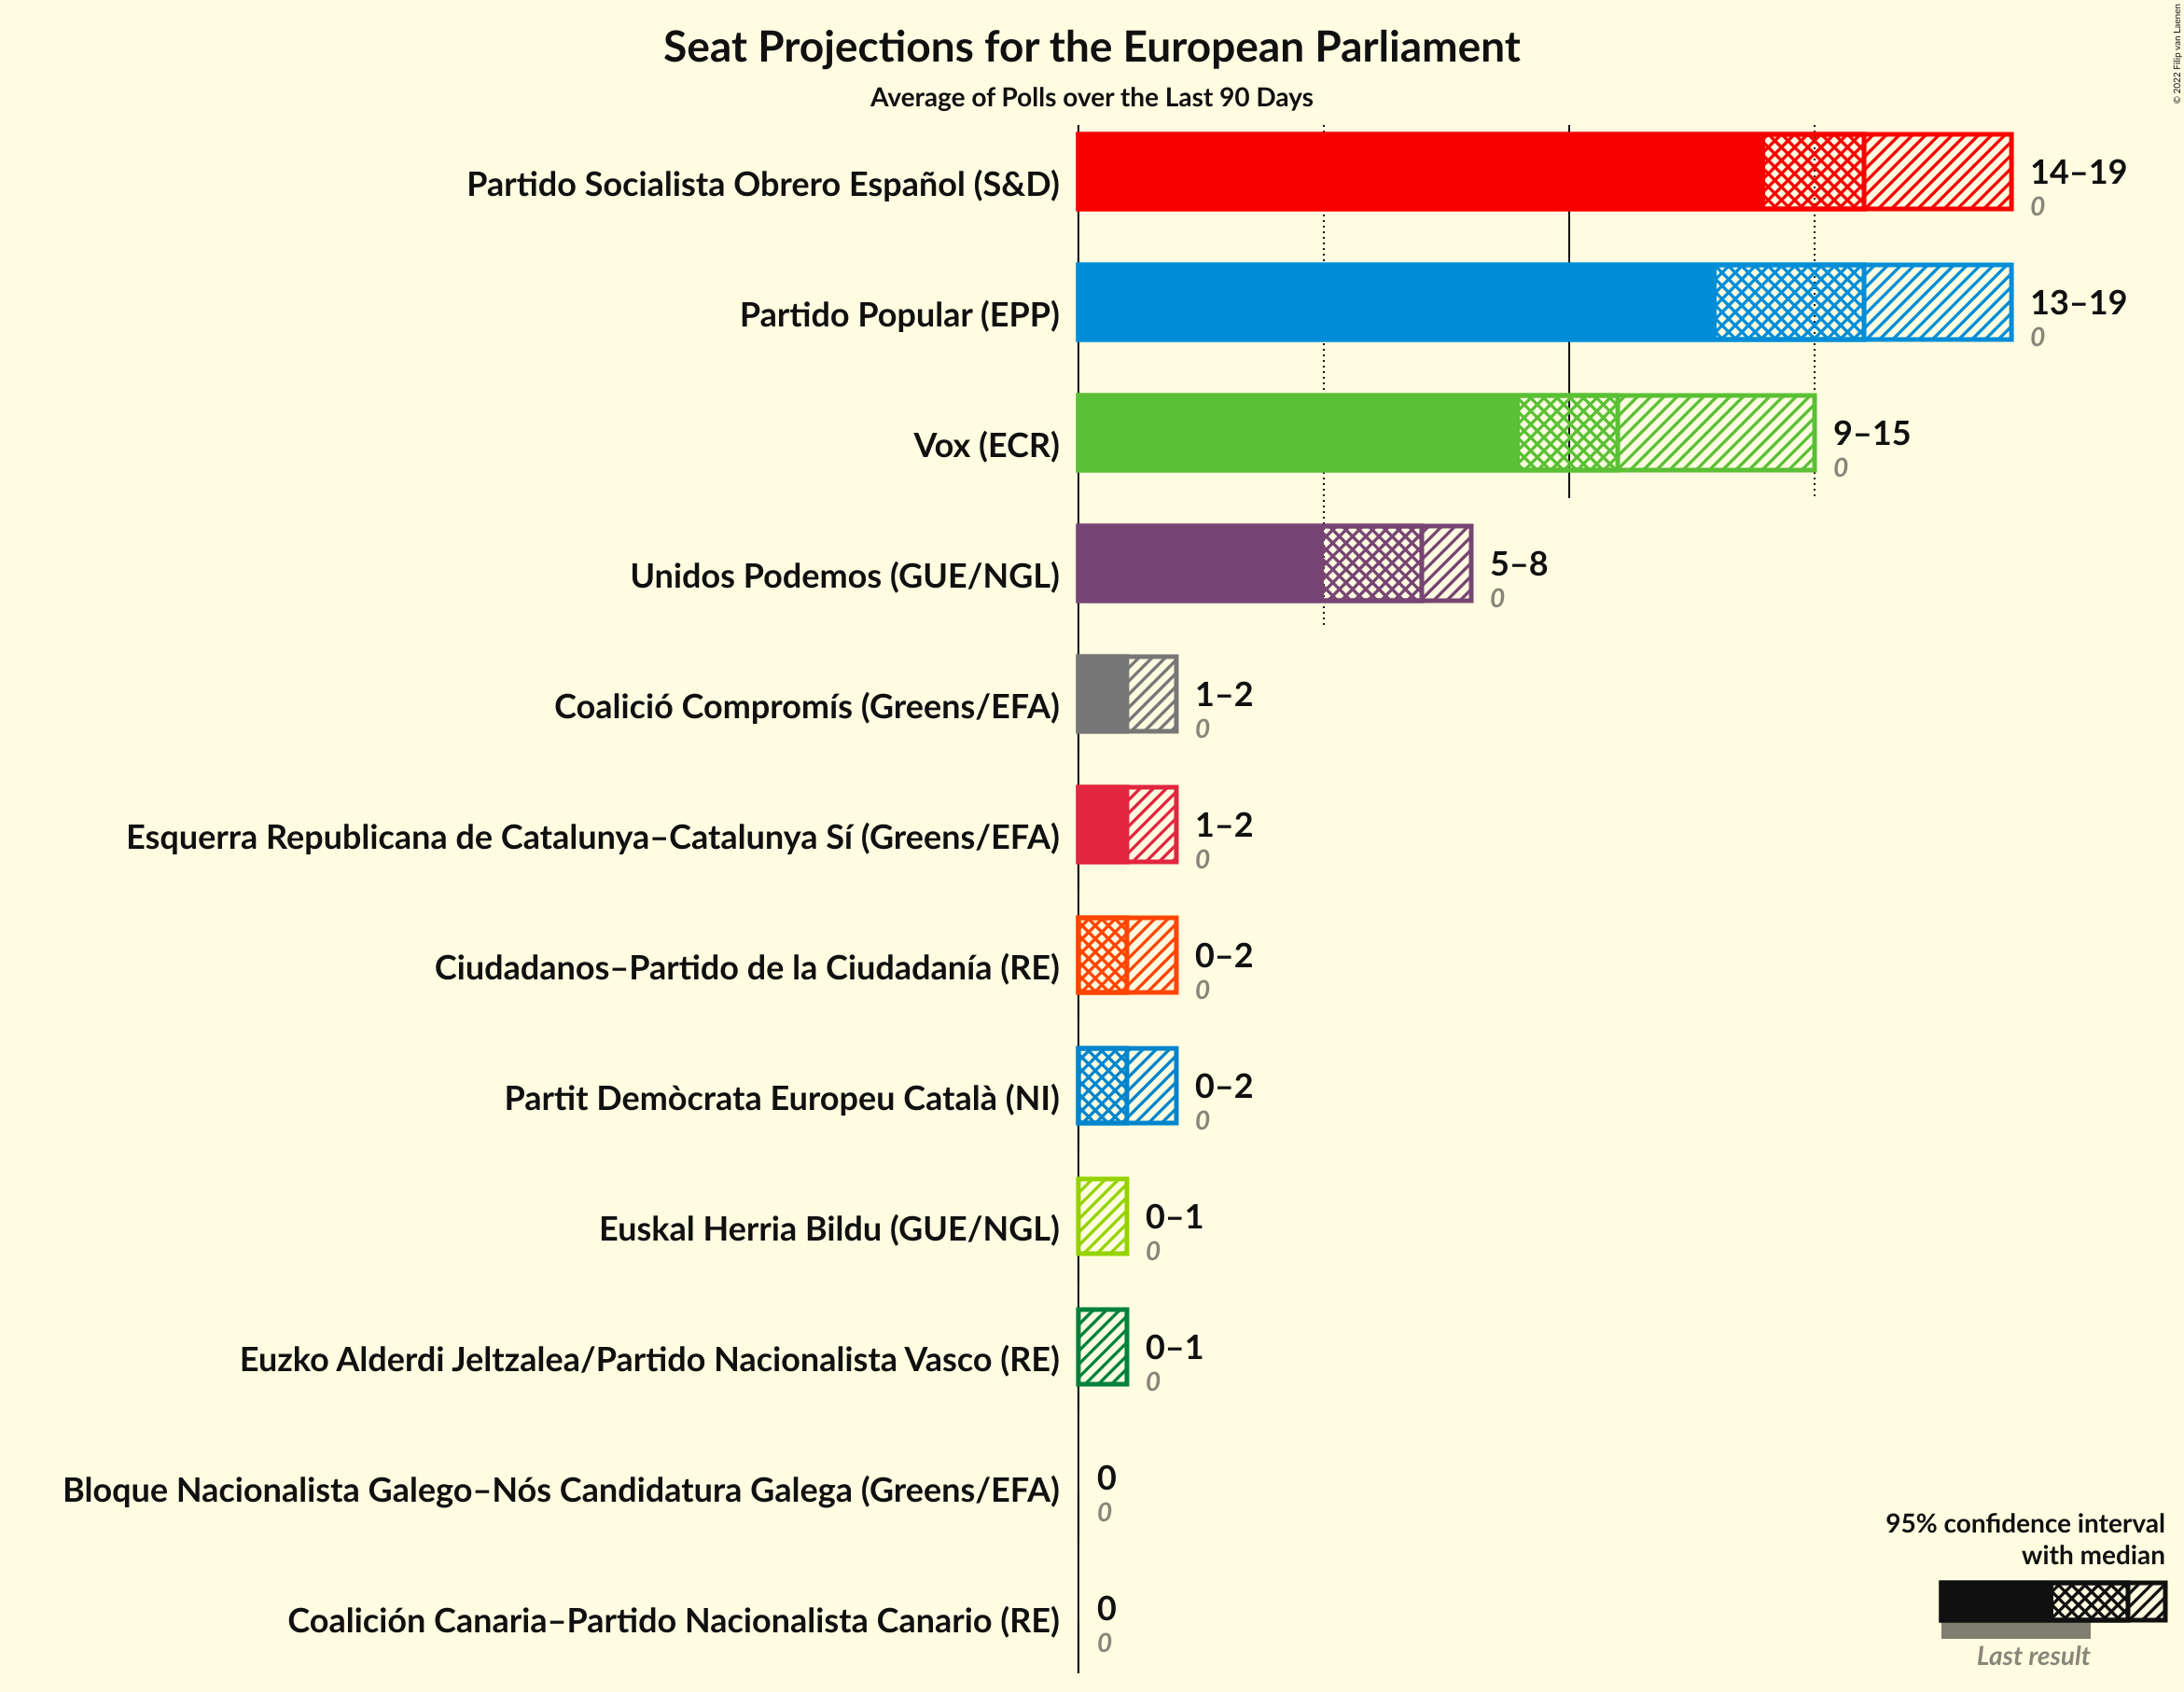 Seat Projections for the European Parliament
Average of Polls over the Last 90 Days
© 2022 Filip van Laenen
Partido Socialista Obrero Español (S&D)
14–19
0
Partido Popular (EPP)
13–19
0
Vox (ECR)
9–15
0
Unidos Podemos (GUE/NGL)
5–8
0
Coalició Compromís (Greens/EFA)
1–2
0
Esquerra Republicana de Catalunya–Catalunya Sí (Greens/EFA)
1–2
0
Ciudadanos–Partido de la Ciudadanía (RE)
0–2
0
Partit Demòcrata Europeu Català (NI)
0–2
0
Euskal Herria Bildu (GUE/NGL)
0–1
0
Euzko Alderdi Jeltzalea/Partido Nacionalista Vasco (RE)
0–1
0
Bloque Nacionalista Galego–Nós Candidatura Galega (Greens/EFA)
0
0
Coalición Canaria–Partido Nacionalista Canario (RE)
0
0
95% confidence interval
with median
Last result